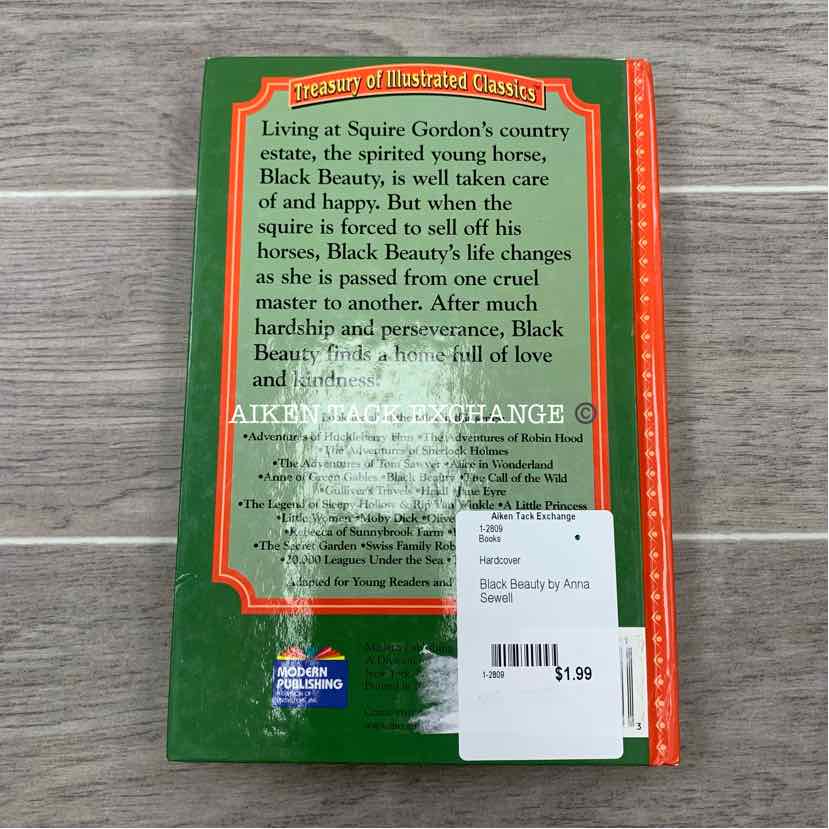 Treasury of Illustrated Classics™
Living at Squire Gordon's country
estate, the spirited young horse,
Black Beauty, is well taken care
of and happy. But when the
squire is forced to sell off his
horses, Black Beauty's life changes
as she is passed from one cruel
master to another. After much
hardship and perseverance, Black
Beauty finds a home full of love
and kindness!
AIKEN TACK EXCHANGE ©
•Adventures of Huckleberry Finn •The Adventures of Robin Hood
•The Adventures of Sherlock Holmes
•The Adventures of Tom Sawyer •Alice in Wonderland
•Anne of Green Gables •Black Beauty •The Call of the Wild
•Gulliver's Travels •Heidi •Jane Eyre
•The Legend of Sleepy Hollow & Rip Van Winkle •A Little Princess
•Little Women •Moby Dick
•Rebecca of Sunnybrook Farm
•The Secret Garden •Swiss Family
•20,000 Leagues Under the Sea
Adapted for Young Readers and
MODERN
PUBLISHING
A Division
New York
Printed in
Aiken Tack Exchange
1-2809
Books
Hardcover
Black Beauty by Anna
Sewell
1-2809
$1.99
3